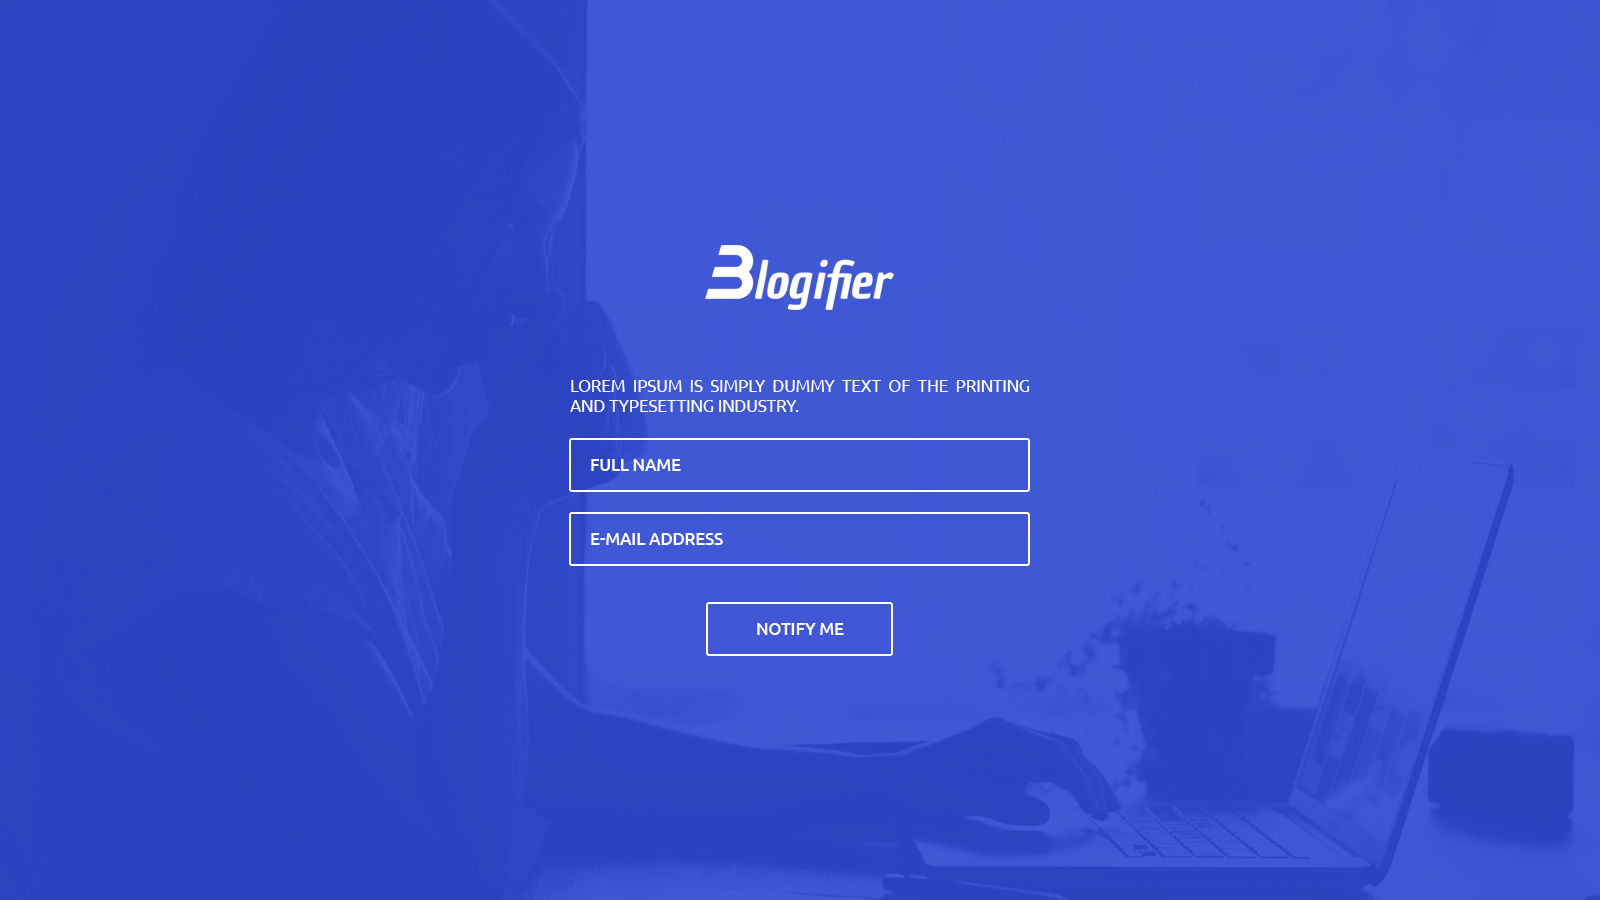 Blogifier
LOREM IPSUM IS SIMPLY DUMMY TEXT OF THE PRINTING
AND TYPESETTING INDUSTRY.
FULL NAME
E-MAIL ADDRESS
NOTIFY ME